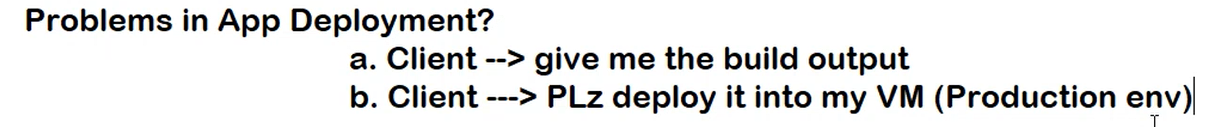 Problems in App Deployment?
a. Client --> give me the build output
b. Client ---> PLz deploy it into my VM (Production env)